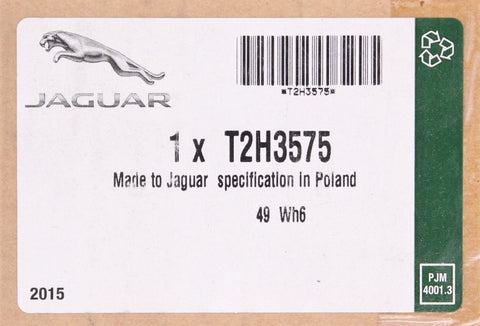 JAGUAR
*T2H3575*
1 x T2H3575
Made to Jaguar specification in Poland
49 Wh6
2015
PJM
4001.3